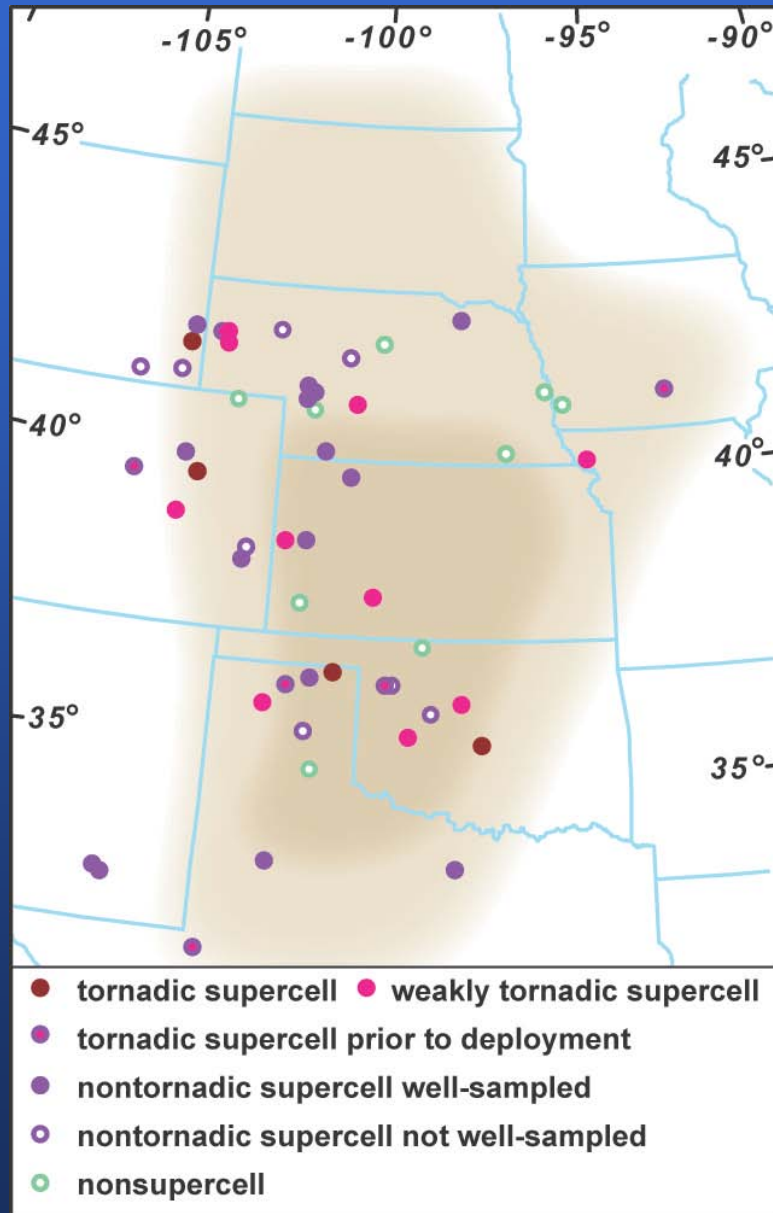 -105° -100° -95° -90°
45°
45°
40°
40°
35°
35°
tornadic supercell weakly tornadic supercell
tornadic supercell prior to deployment
nontornadic supercell well-sampled
nontornadic supercell not well-sampled
nonsupercell